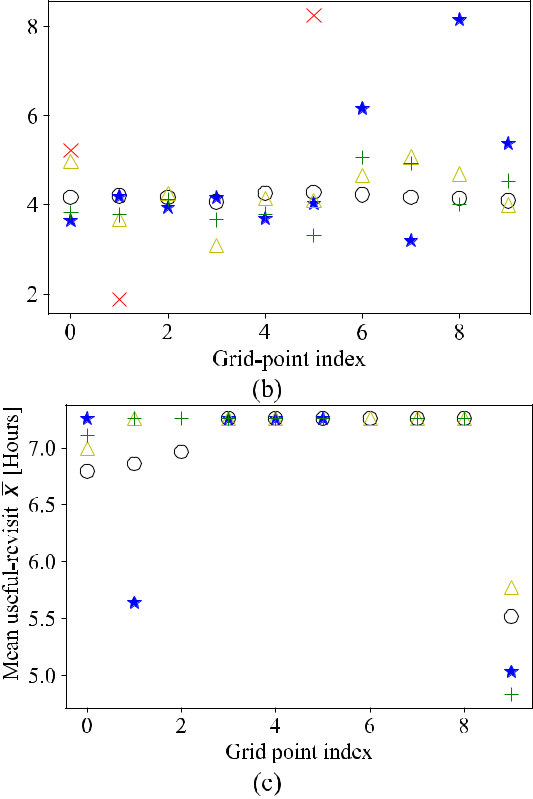 8
6
4
2
0 2 4 6 8
Grid-point index
(b)
Mean useful-revisit X̅ [Hours]
7.0
6.5
6.0
5.5
5.0
0 2 4 6 8
Grid point index
(c)